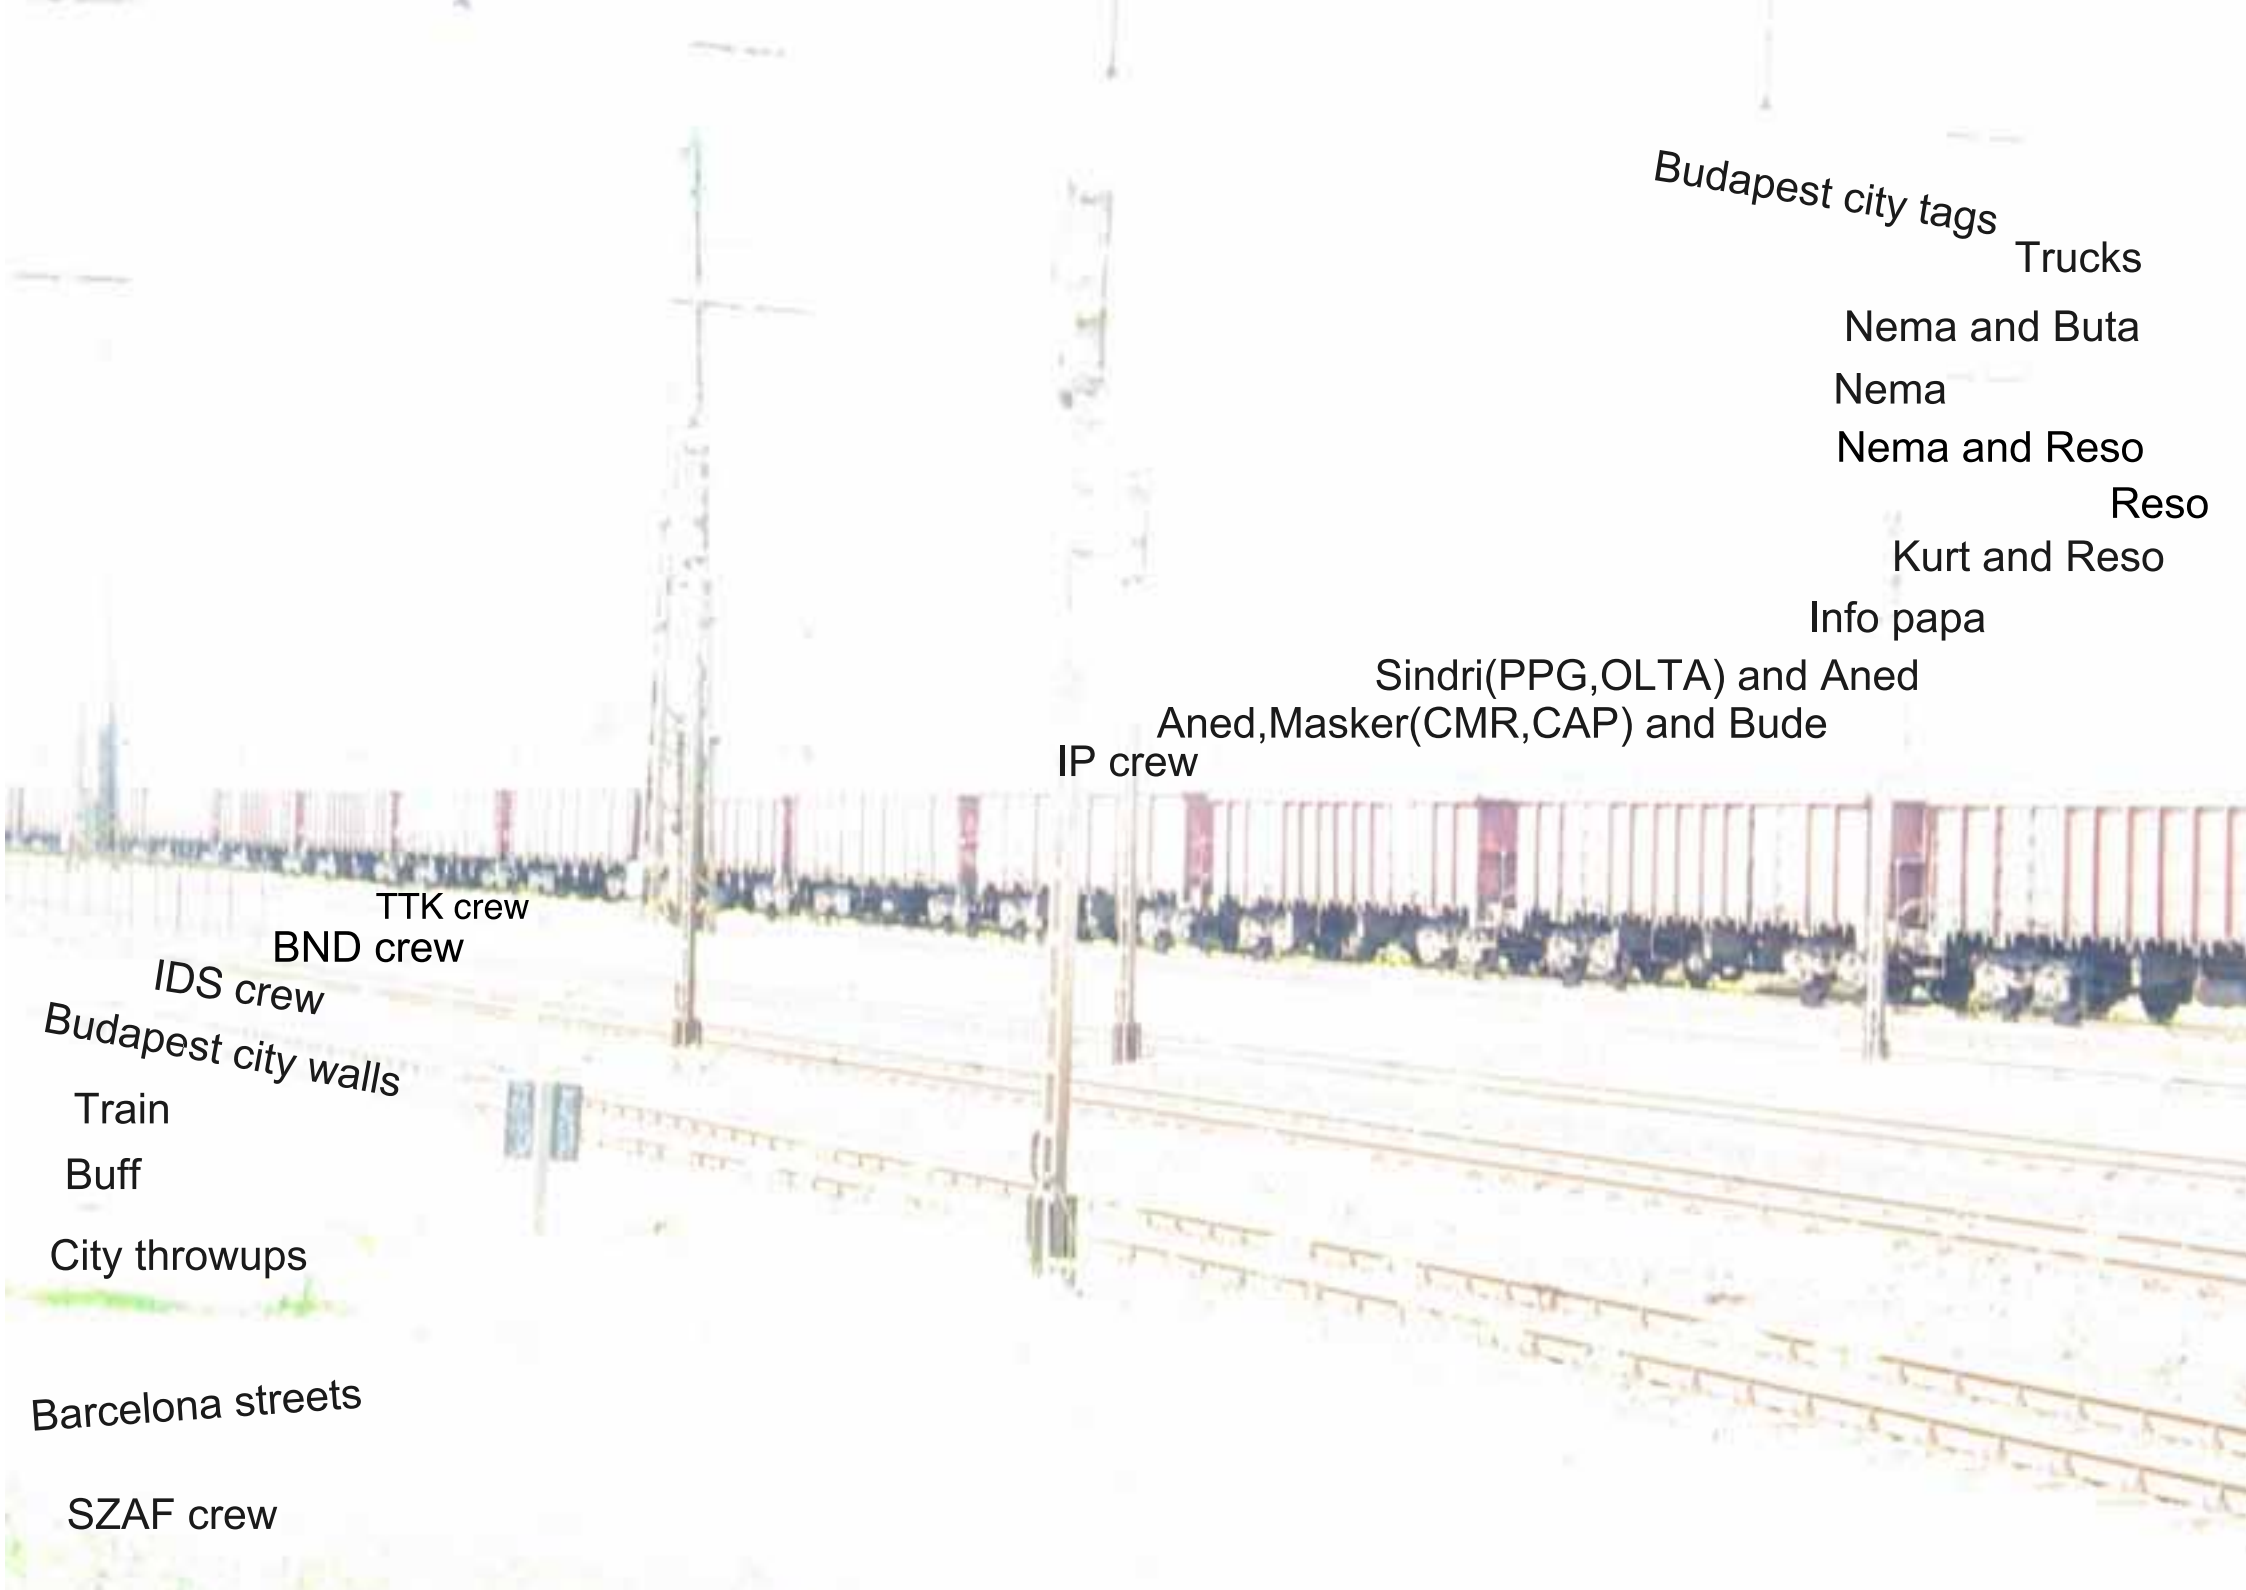 Budapest city tags
Trucks
Nema and Buta
Nema
Nema and Reso
Reso
Kurt and Reso
Info papa
Sindri(PPG,OLTA) and Aned
Aned,Masker(CMR,CAP) and Bude
IP crew
TTK crew
BND crew
IDS crew
Budapest city walls
Train
Buff
City throwups
Barcelona streets
SZAF crew